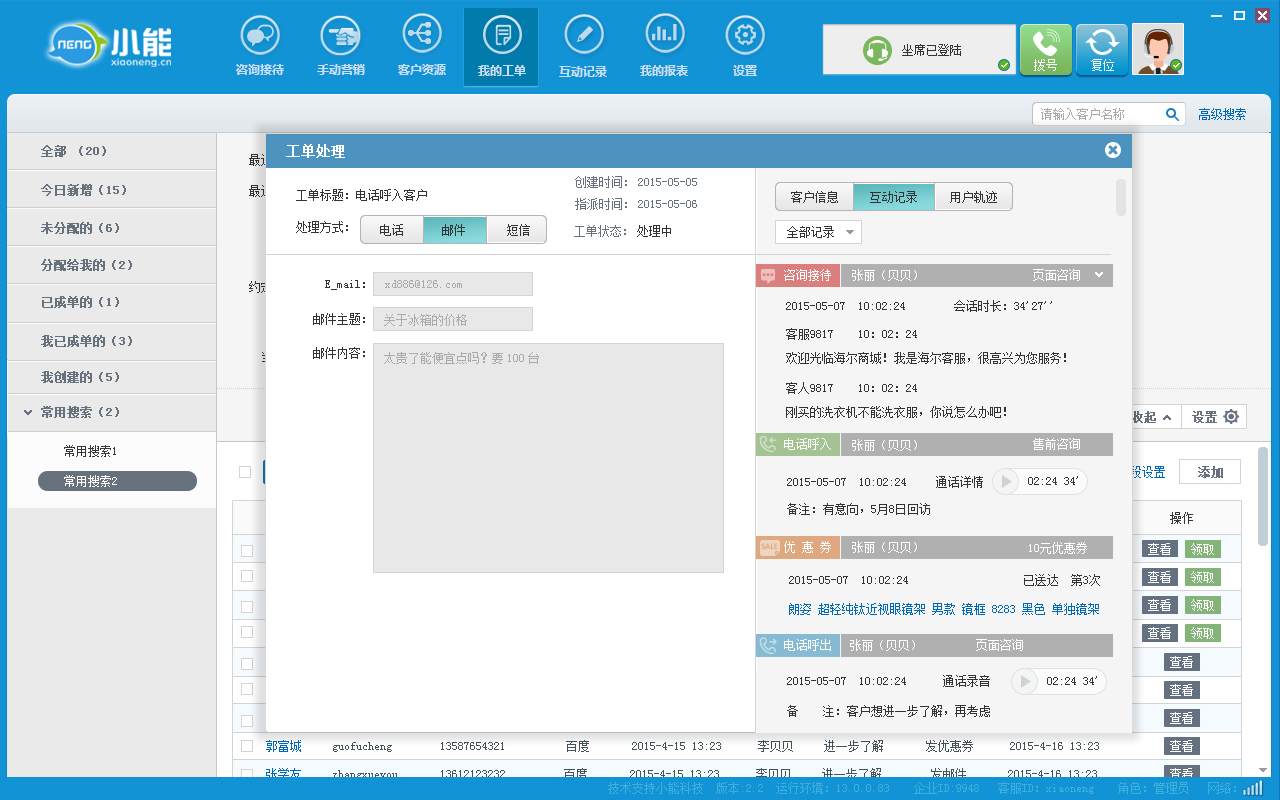 NENG 小能
xiaoneng.cn
咨询接待 手动营销 客户资源 我的工单 互动记录 我的报表 设置
坐席已登陆
拨号 复位
请输入客户名称 高级搜索
全部 （20）
今日新增（15）
未分配的（6）
分配给我的（2）
已成单的（1）
我已成单的（3）
我创建的（5）
常用搜索（2）
常用搜索1
常用搜索2
工单处理
工单标题：电话呼入客户
创建时间： 2015-05-05
指派时间： 2015-05-06
处理方式： 电话 邮件 短信
工单状态： 处理中
E_mail: xd886@126.com
邮件主题： 关于冰箱的价格
邮件内容： 太贵了能便宜点吗？要 100 台
客户信息 互动记录 用户轨迹
全部记录
咨询接待 张丽（贝贝） 页面咨询
2015-05-07 10:02:24 会话时长：34'27''
客服9817 10：02：24
欢迎光临海尔商城！我是海尔客服，很高兴为您服务！
客人9817 10：02：24
刚买的洗衣机不能洗衣服，你说怎么办吧！
电话呼入 张丽（贝贝） 售前咨询
2015-05-07 10:02:24 通话详情 02:24 34'
备注：有意向，5月8日回访
SALE 优 惠 券 张丽（贝贝） 10元优惠券
2015-05-07 10:02:24 已送达 第3次
朗姿 超轻纯钛近视眼镜架 男款 镜框 8283 黑色 单独镜架
电话呼出 张丽（贝贝） 页面咨询
2015-05-07 10:02:24 通话录音 02:24 34'
备 注：客户想进一步了解，再考虑
收起 设置
设置 添加
操作
查看 领取
查看 领取
查看 领取
查看 领取
查看
查看
查看
郭富城 guofucheng 13587654321 百度 2015-4-15 13:23 李贝贝 进一步了解 发优惠券 2015-4-16 13:23 查看
张学友 zhangxueyou 13612123232 百度 2015-4-15 13:23 李贝贝 进一步了解 发邮件 2015-4-16 13:23 查看
技术支持小能科技 版本:2.2 运行环境：13.0.0.83 企业ID:9948 客服ID：xiaoneng 角色：管理员 网络：